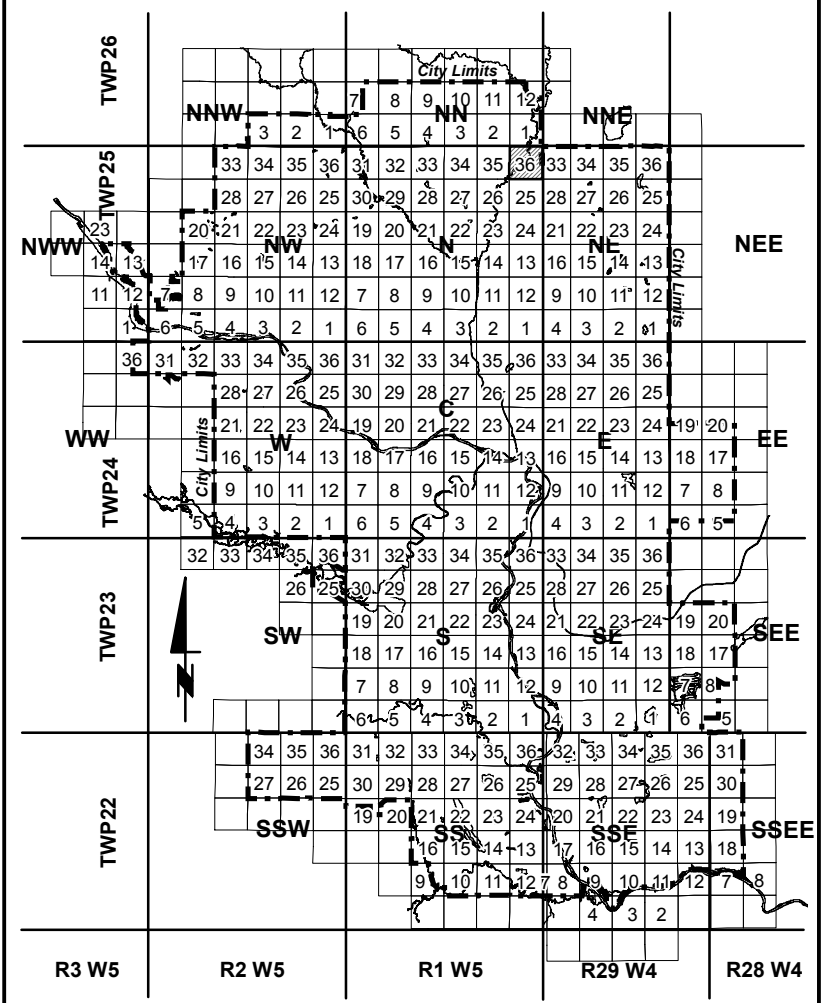 City Limits
TWP26
7 8 9 10 11 12
NNW NN NNE
3 2 1 6 5 4 3 2 1
33 34 35 36 31 32 33 34 35 36 33 34 35 36
TWP25
28 27 26 25 30 29 28 27 26 25 28 27 26 25
23 20 21 22 23 24 19 20 21 22 23 24 21 22 23 24
NWW NW N NE NEE
14 13 17 16 15 14 13 18 17 16 15 14 13 16 15 14 13
City Limits
11 12 7 8 9 10 11 12 7 8 9 10 11 12 9 10 11 12
1 6 5 4 3 2 1 6 5 4 3 2 1 4 3 2 1
36 31 32 33 34 35 36 31 32 33 34 35 36 33 34 35 36
28 27 26 25 30 29 28 27 26 25 28 27 26 25
C
21 22 23 24 19 20 21 22 23 24 21 22 23 24 19 20
WW W E EE
City Limits
16 15 14 13 18 17 16 15 14 13 16 15 14 13 18 17
TWP24
9 10 11 12 7 8 9 10 11 12 9 10 11 12 7 8
5 4 3 2 1 6 5 4 3 2 1 4 3 2 1 6 5
32 33 34 35 36 31 32 33 34 35 36 33 34 35 36
26 25 30 29 28 27 26 25 28 27 26 25
TWP23
19 20 21 22 23 24 21 22 23 24 19 20
SW S SE SEE
18 17 16 15 14 13 16 15 14 13 18 17
N
7 8 9 10 11 12 9 10 11 12 7 8
6 5 4 3 2 1 4 3 2 1 6 5
34 35 36 31 32 33 34 35 36 32 33 34 35 36 31
27 26 25 30 29 28 27 26 25 29 28 27 26 25 30
TWP22
19 20 21 22 23 24 20 21 22 23 24 19
SSW SS SSE SSEE
16 15 14 13 17 16 15 14 13 18
9 10 11 12 7 8 9 10 11 12 7 8
4 3 2
R3 W5 R2 W5 R1 W5 R29 W4 R28 W4